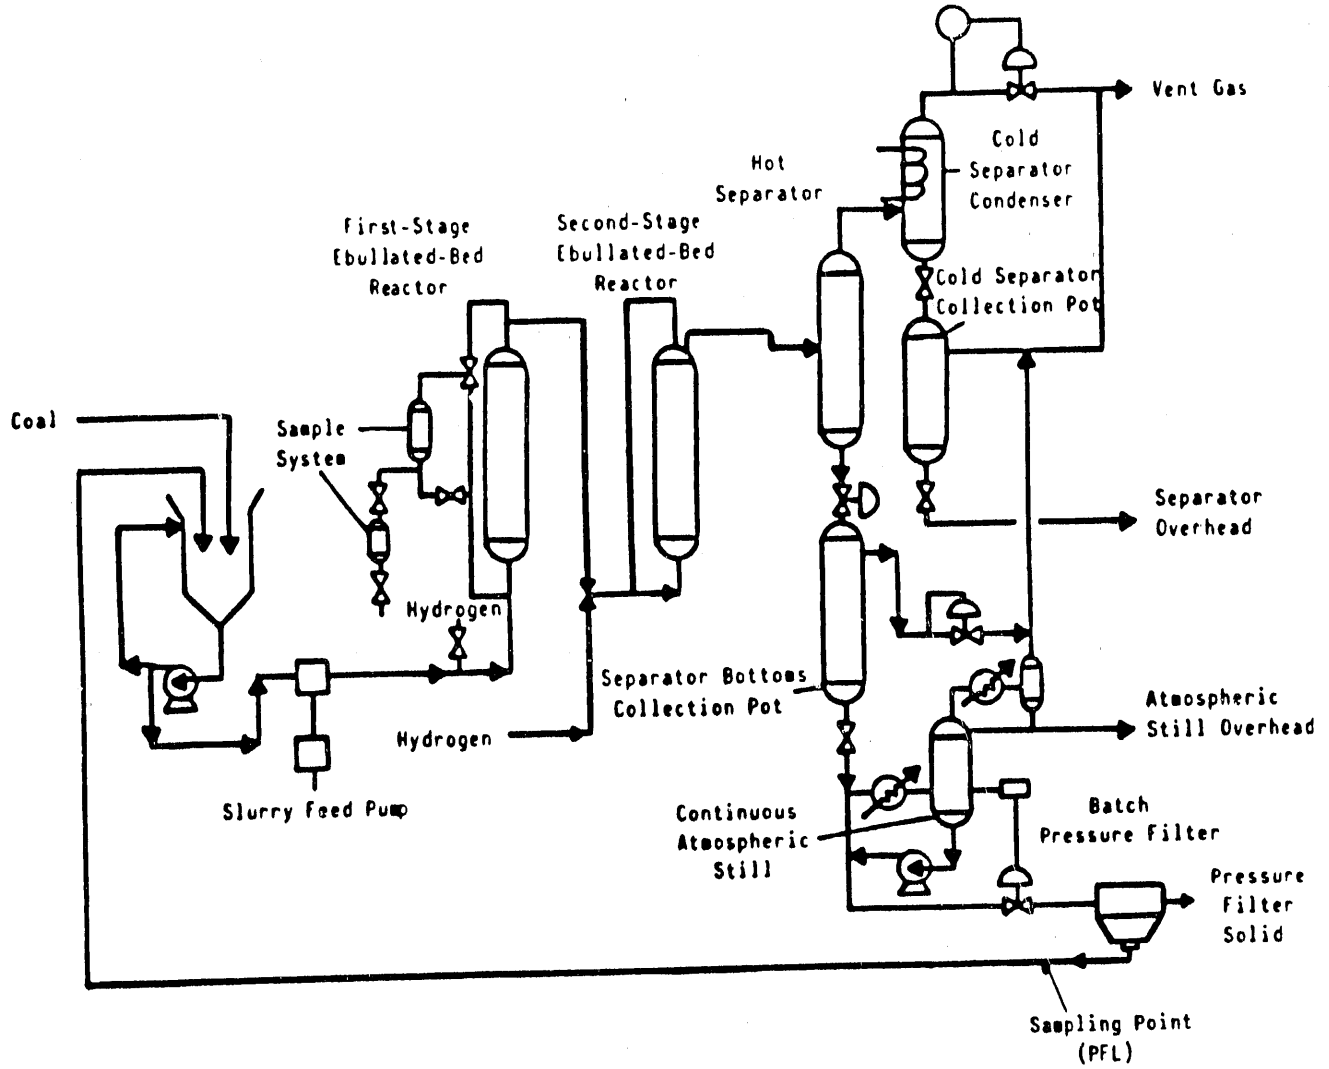 Vent Gas
Cold
Separator
Condenser
Hot
Separator
First-Stage
Ebullated-Bed
Reactor
Second-Stage
Ebullated-Bed
Reactor
Cold Separator
Collection Pot
Coal
Sample
System
Separator
Overhead
Hydrogen
Separator Bottoms
Collection Pot
Hydrogen
Atmospheric
Still Overhead
Slurry Feed Pump
Continuous
Atmospheric
Still
Batch
Pressure Filter
Pressure
Filter
Solid
Sampling Point
(PFL)